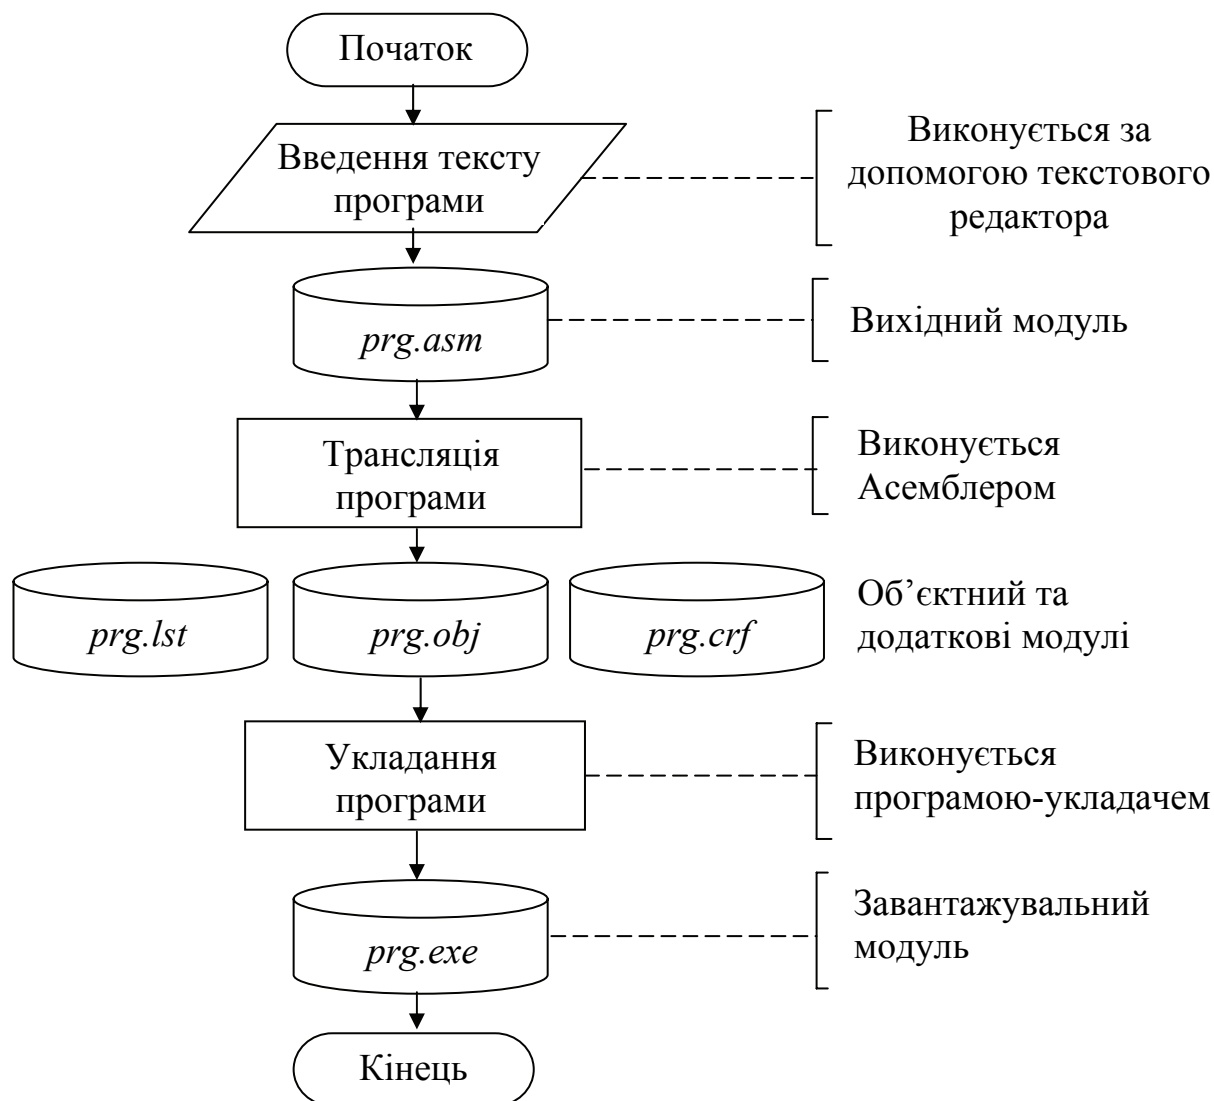 Початок
Введення тексту
програми
Виконується за
допомогою текстового
редактора
prg.asm
Вихідний модуль
Трансляція
програми
Виконується
Асемблером
prg.lst
prg.obj
prg.crf
Об’єктний та
додаткові модулі
Укладання
програми
Виконується
програмою-укладачем
prg.exe
Завантажувальний
модуль
Кінець